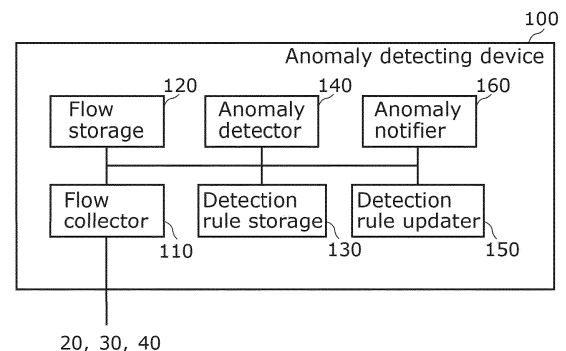 100
Anomaly detecting device
120
140
160
Flow
storage
Anomaly
detector
Anomaly
notifier
Flow
collector
Detection
rule storage
Detection
rule updater
110
130
150
20, 30, 40